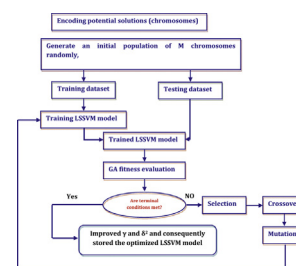 Encoding potential solutions (chromosomes)
Generate an initial population of M chromosomes
randomly,
Training dataset
Testing dataset
Training LSSVM model
Trained LSSVM model
GA fitness evaluation
Yes
Are terminal
conditions met?
NO
Selection
Crossove
Improved γ and δ² and consequently
stored the optimized LSSVM model
Mutation